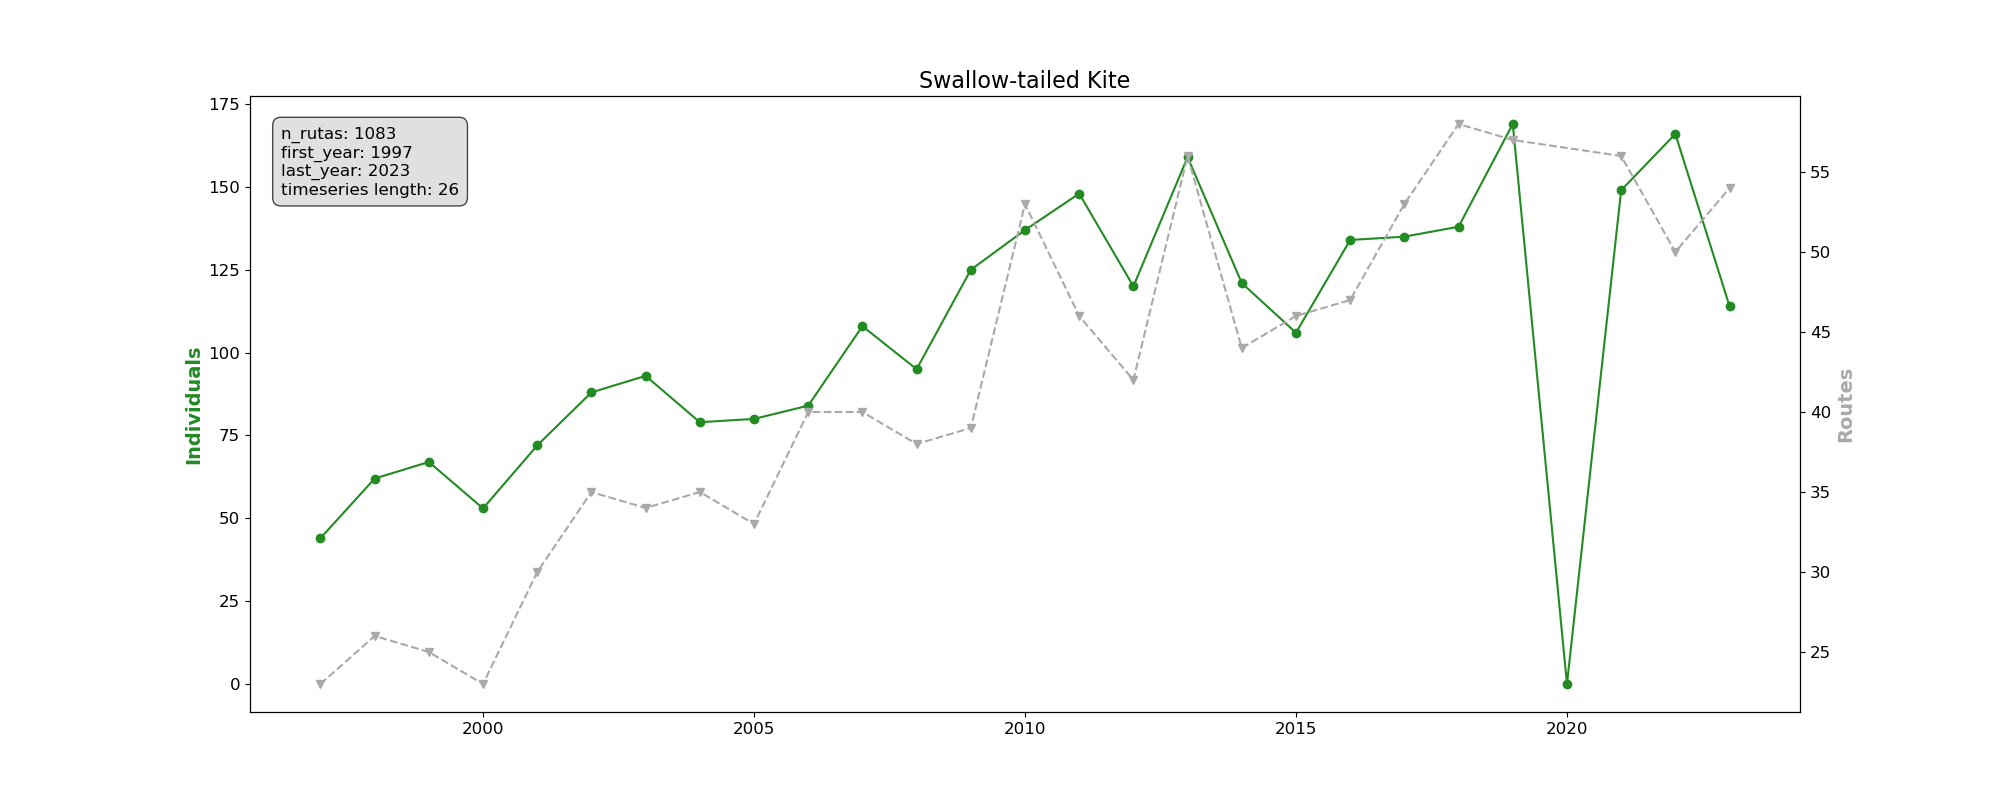 Swallow-tailed Kite
n_rutas: 1083
first_year: 1997
last_year: 2023
timeseries length: 26
Individuals
175
150
125
100
75
50
25
0
2000
2005
2010
2015
2020
55
50
45
40
35
30
25
Routes